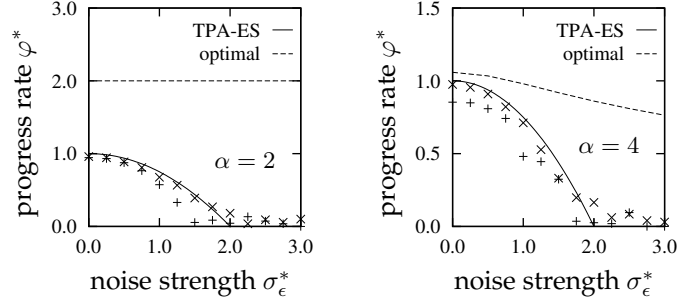 progress rate φ*
2.0
3.0
1.0
0.0
TPA-ES
optimal
α = 2
0.0
1.0
2.0
3.0
noise strength σ_ϵ^*
progress rate φ*
1.5
1.0
0.5
0.0
TPA-ES
optimal
α = 4
0.0
1.0
2.0
3.0
noise strength σ_ϵ^*